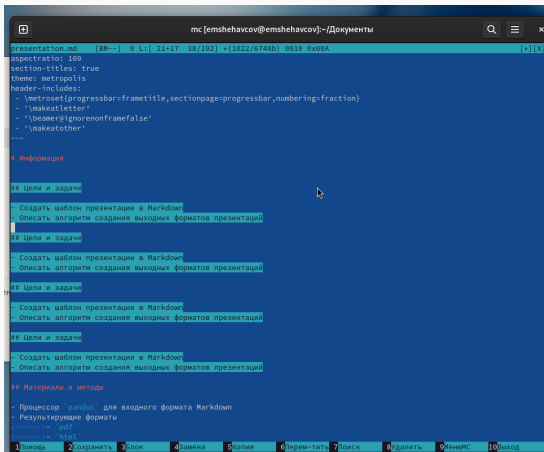 mc [emshehavcov@emshehavcov]:~/Документы
presentation.md [BM--] 0 L:[ 21+17 38/192] *(1022/6748b) 0010 0x00A [*][X]
aspectratio: 169
section-titles: true
theme: metropolis
header-includes:
- \metroset{progressbar=frametitle,sectionpage=progressbar,numbering=fraction}
- '\makeatletter'
- '\beamer@ignorenonframefalse'
- '\makeatother'
---
# Информация
## Цели и задачи
- Создать шаблон презентации в Markdown
- Описать алгоритм создания выходных форматов презентаций
## Цели и задачи
- Создать шаблон презентации в Markdown
- Описать алгоритм создания выходных форматов презентаций
## Цели и задачи
- Создать шаблон презентации в Markdown
- Описать алгоритм создания выходных форматов презентаций
## Цели и задачи
- Создать шаблон презентации в Markdown
- Описать алгоритм создания выходных форматов презентаций
## Материалы и методы
- Процессор `pandoc` для входного формата Markdown
- Результирующие форматы
<------>- `pdf`
<------>- `html`
1Помощь 2Сохранить 3Блок 4Замена 5Копия 6Перем-тить 7Поиск 8Удалить 9МенюMC 10Выход